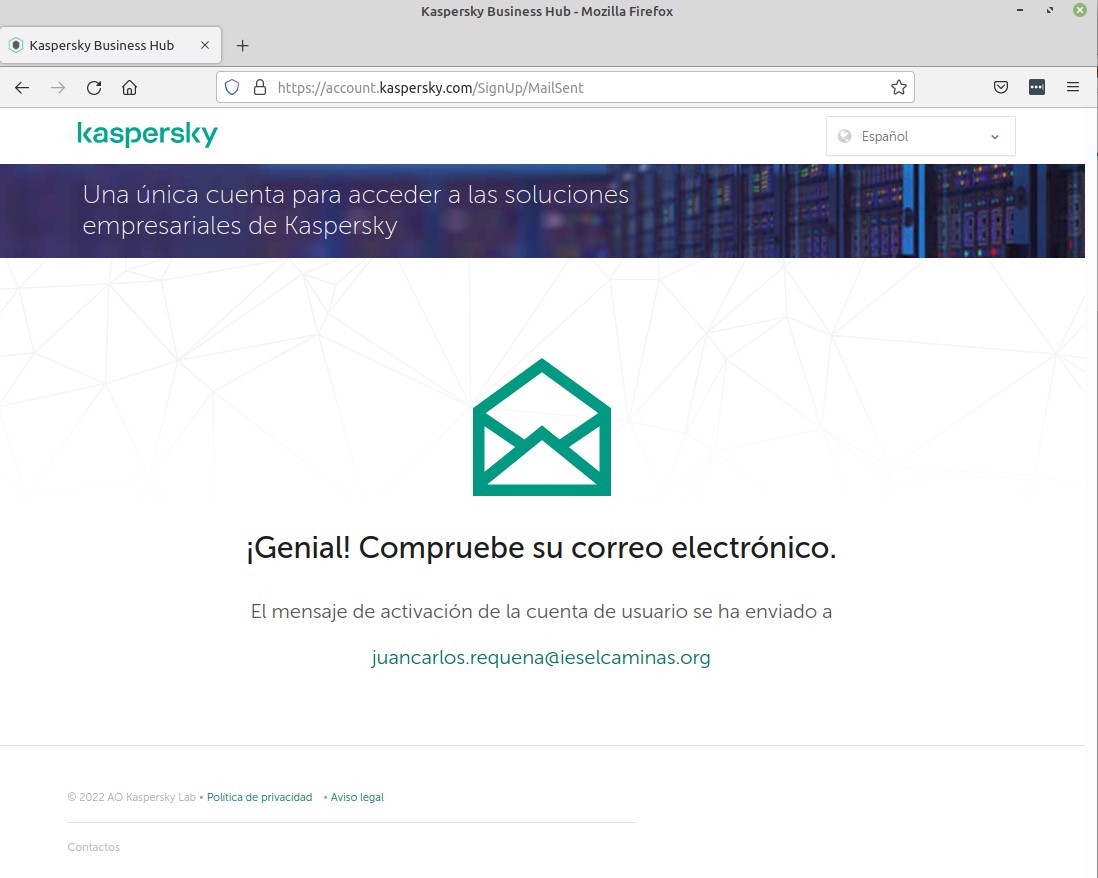 Kaspersky Business Hub - Mozilla Firefox
Kaspersky Business Hub
https://account.kaspersky.com/SignUp/MailSent
kaspersky
Español
Una única cuenta para acceder a las soluciones
empresariales de Kaspersky
¡Genial! Compruebe su correo electrónico.
El mensaje de activación de la cuenta de usuario se ha enviado a
juancarlos.requena@ieselcaminas.org
© 2022 AO Kaspersky Lab • Política de privacidad • Aviso legal
Contactos